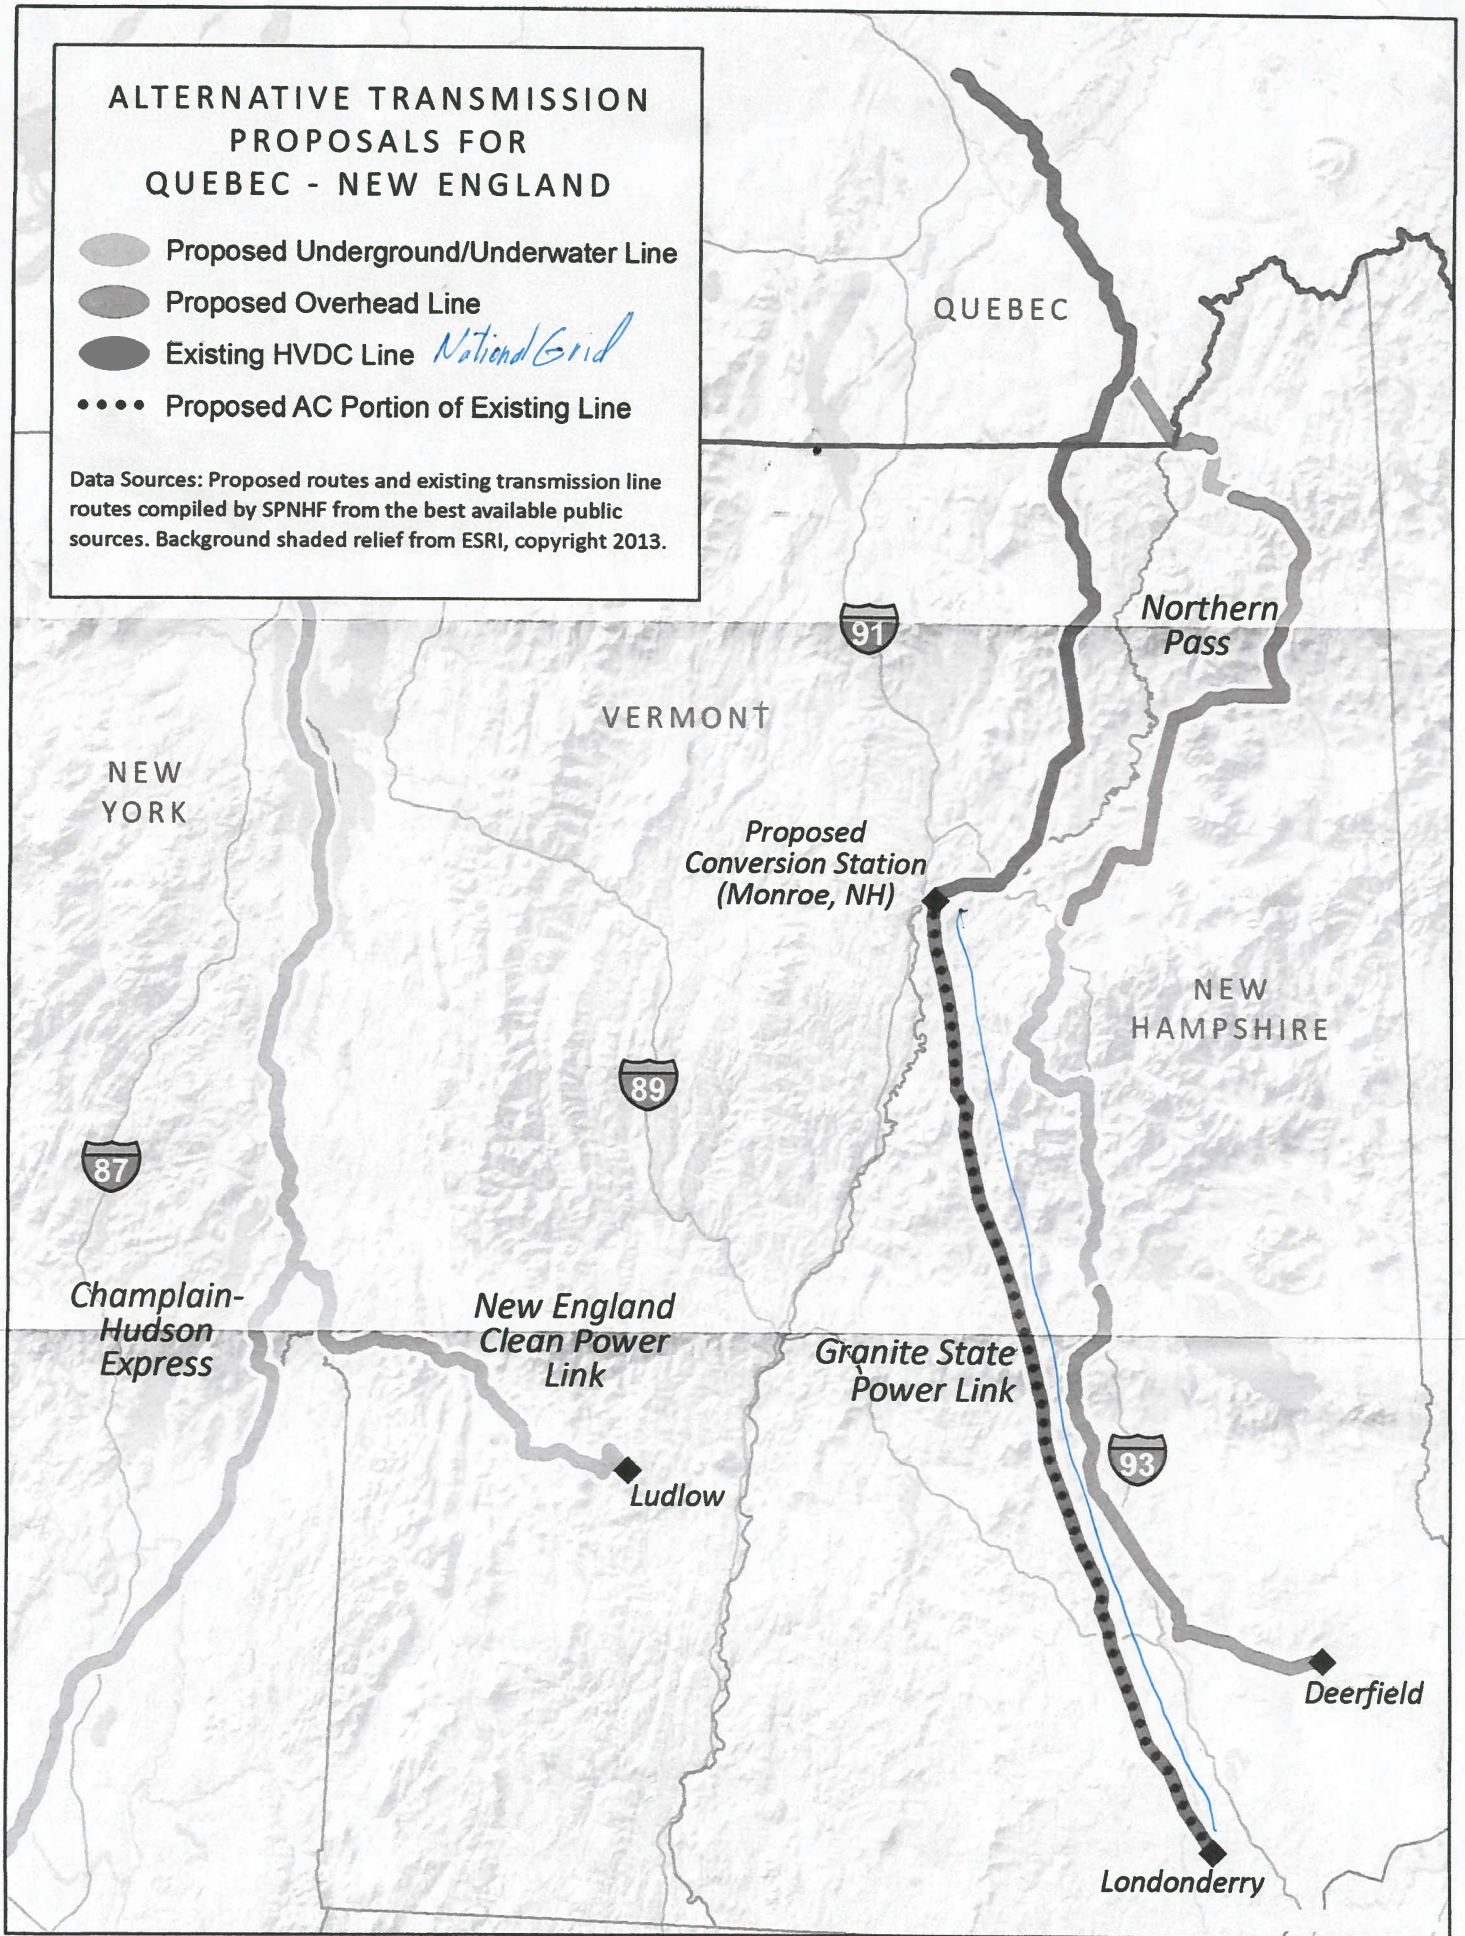 ALTERNATIVE TRANSMISSION
PROPOSALS FOR
QUEBEC - NEW ENGLAND
Proposed Underground/Underwater Line
Proposed Overhead Line
Existing HVDC Line National Grid
Proposed AC Portion of Existing Line
Data Sources: Proposed routes and existing transmission line
routes compiled by SPNHF from the best available public
sources. Background shaded relief from ESRI, copyright 2013.
QUEBEC
91
Northern
Pass
VERMONT
NEW
YORK
Proposed
Conversion Station
(Monroe, NH)
NEW
HAMPSHIRE
89
87
Champlain-
Hudson
Express
New England
Clean Power
Link
Granite State
Power Link
93
Ludlow
Deerfield
Londonderry